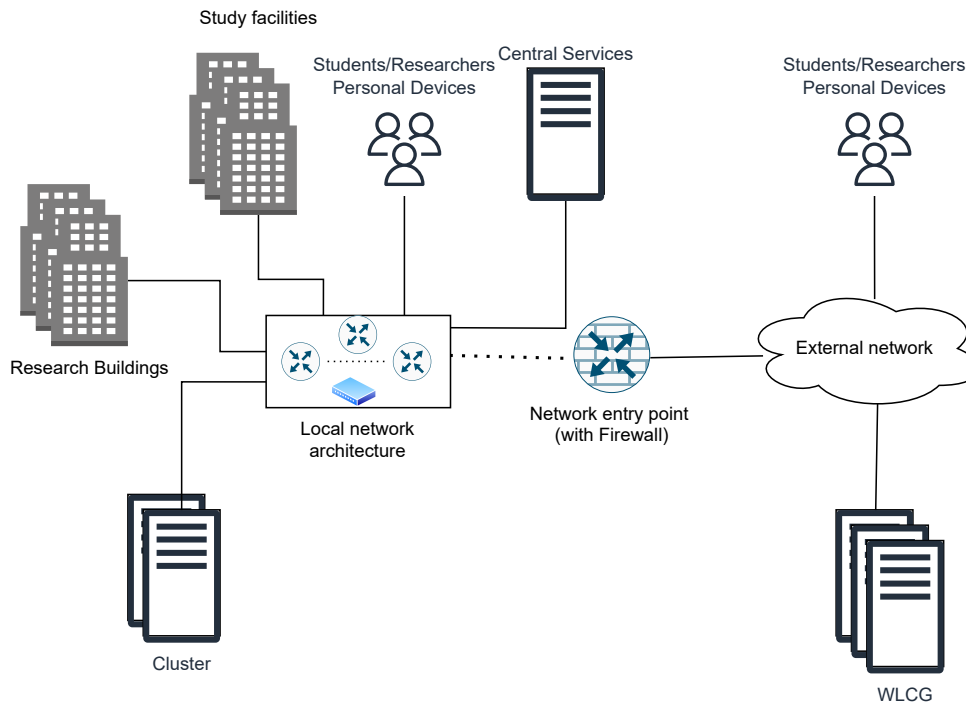 Study facilities
Students/Researchers
Personal Devices
Central Services
Students/Researchers
Personal Devices
Research Buildings
Local network
architecture
Network entry point
(with Firewall)
External network
Cluster
WLCG